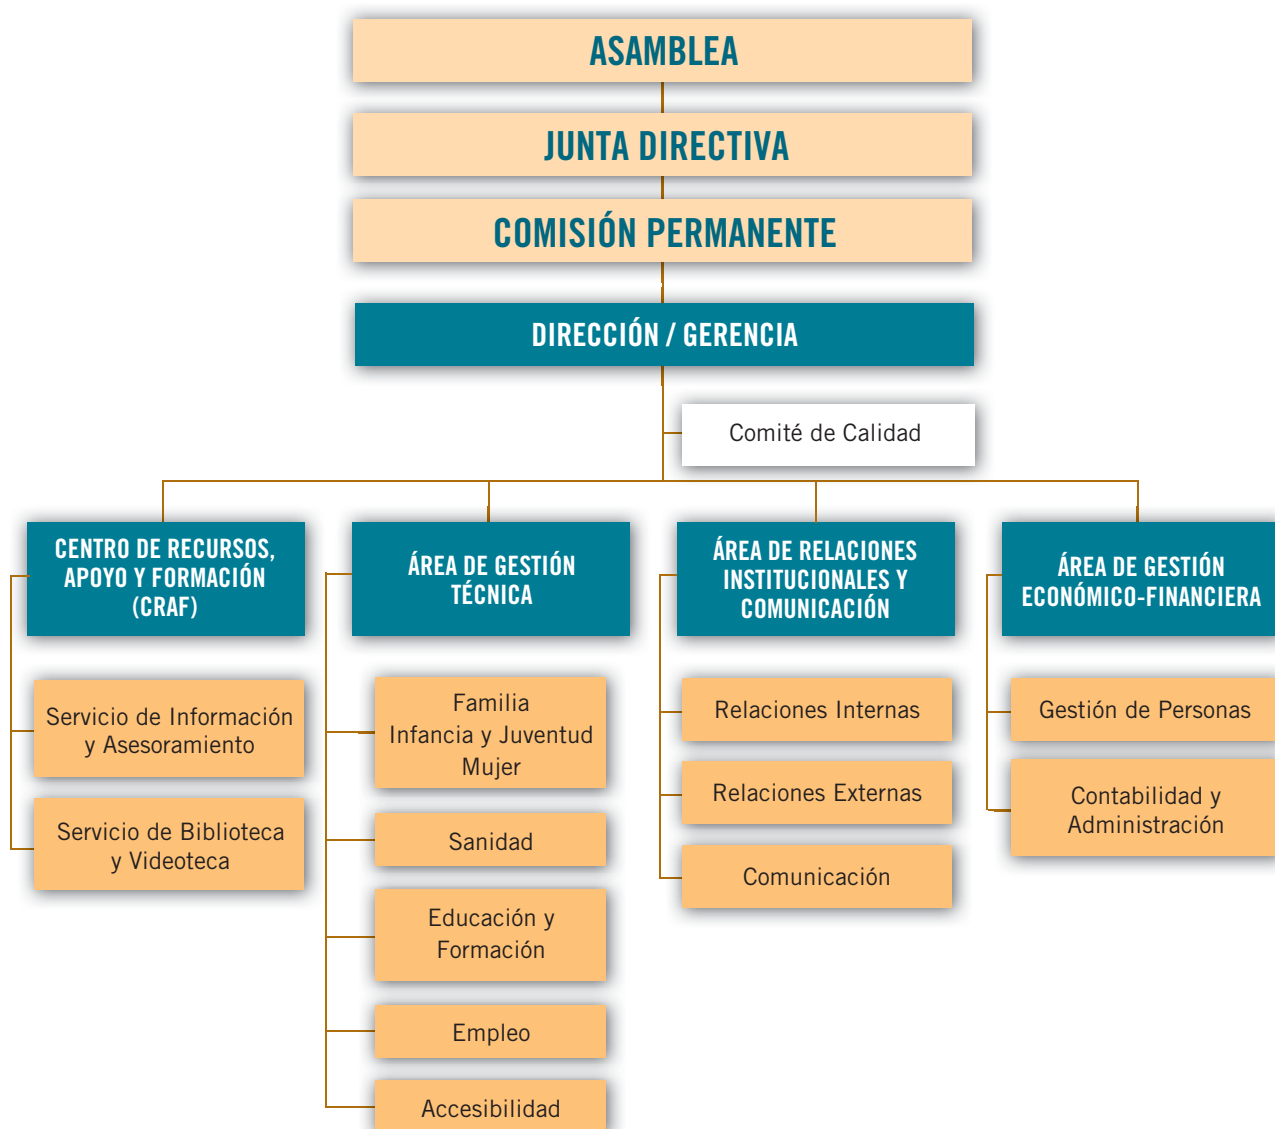 ASAMBLEA
JUNTA DIRECTIVA
COMISIÓN PERMANENTE
DIRECCIÓN / GERENCIA
Comité de Calidad
CENTRO DE RECURSOS,
APOYO Y FORMACIÓN
(CRAF)
Servicio de Información
y Asesoramiento
Servicio de Biblioteca
y Videoteca
ÁREA DE GESTIÓN
TÉCNICA
Familia
Infancia y Juventud
Mujer
Sanidad
Educación y
Formación
Empleo
Accesibilidad
ÁREA DE RELACIONES
INSTITUCIONALES Y
COMUNICACIÓN
Relaciones Internas
Relaciones Externas
Comunicación
ÁREA DE GESTIÓN
ECONÓMICO-FINANCIERA
Gestión de Personas
Contabilidad y
Administración